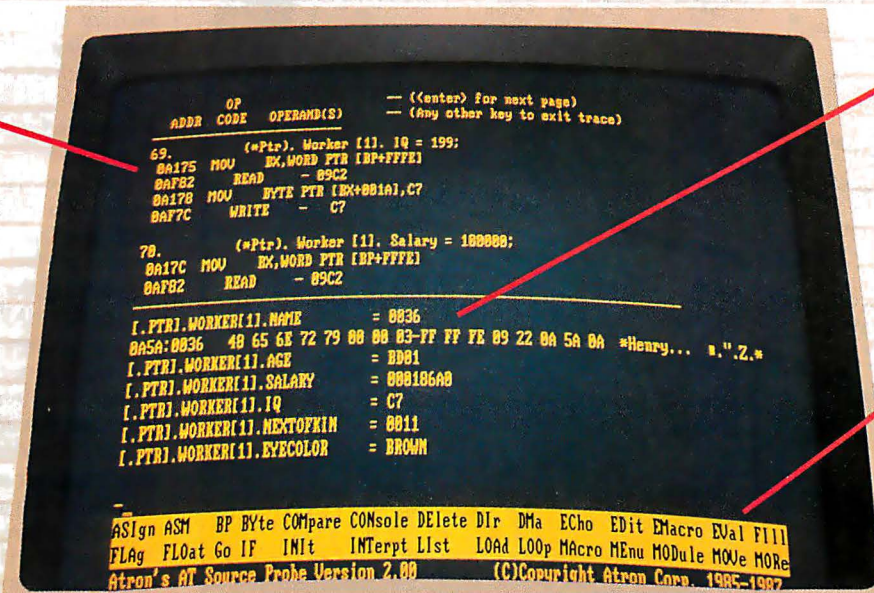 OP — (<enter> for next page)
ADDR CODE OPERAND(S) — (Any other key to exit trace)
69. (*Ptr). Worker [1]. IQ = 199;
0A175 MOV BX,WORD PTR [BP+FFFE]
0AF82 READ - 09C2
0A178 MOV BYTE PTR [BX+001A],C7
0AF7C WRITE - C7
70. (*Ptr). Worker [1]. Salary = 100000;
0A17C MOV BX,WORD PTR [BP+FFFE]
0AF82 READ - 09C2
[.PTR].WORKER[1].NAME = 0036
0A5A:0036 48 65 6E 72 79 00 00 03-FF FF FE 09 22 0A 5A 0A *Henry... ■.".Z.*
[.PTR].WORKER[1].AGE = BD01
[.PTR].WORKER[1].SALARY = 000186A0
[.PTR].WORKER[1].IQ = C7
[.PTR].WORKER[1].NEXTOFKIN = 0011
[.PTR].WORKER[1].EYECOLOR = BROWN
ASIgn ASM BP BYte COMpare CONsole DElete DIr DMa ECho EDit EMacro EVal FIll
FLAg FLOat Go IF INIt INTerpt LIst LOAd LOOp MAcro MEnu MODule MOVe MORe
Atron's AT Source Probe Version 2.00 (C)Copyright Atron Corp. 1985-1987